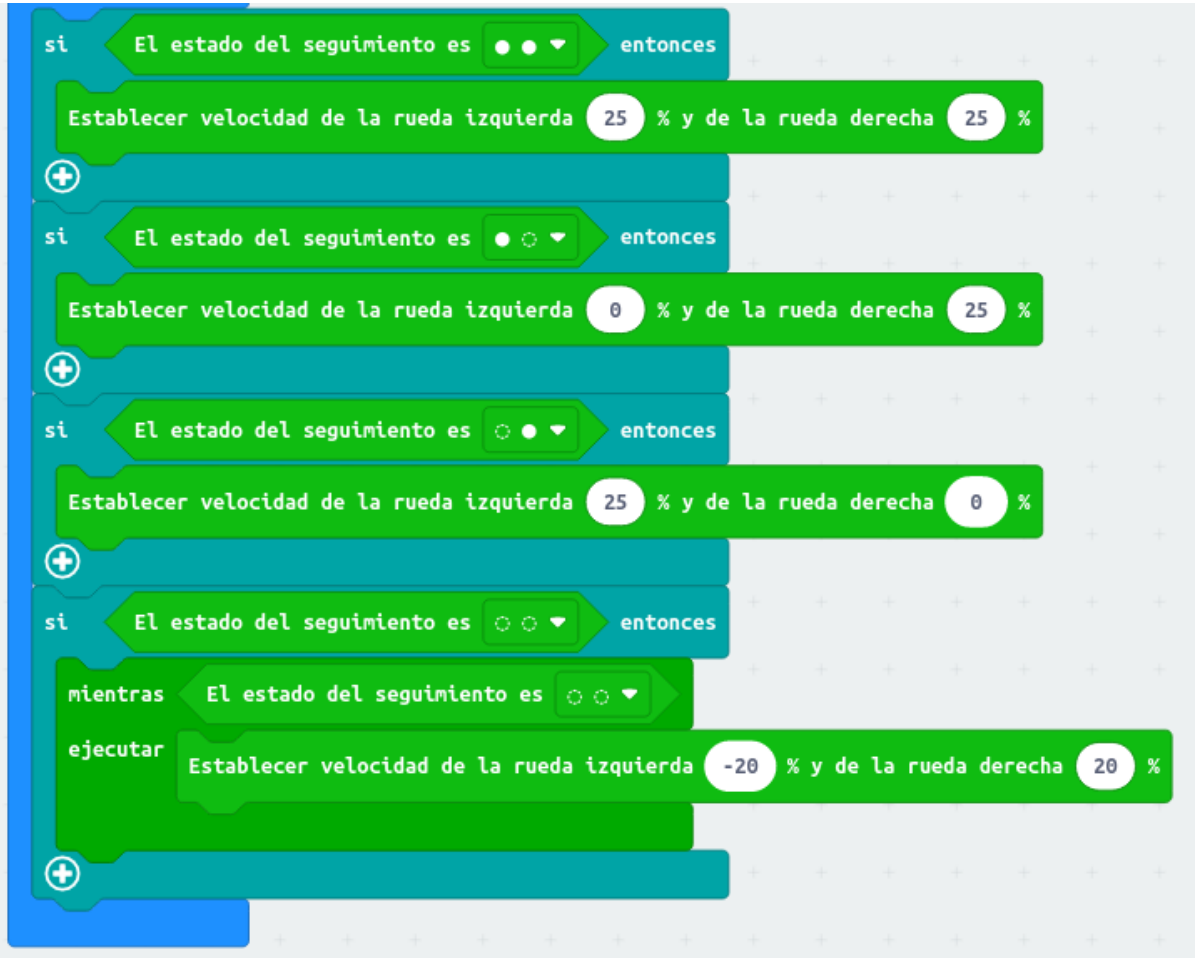 si El estado del seguimiento es entonces
Establecer velocidad de la rueda izquierda 25 % y de la rueda derecha 25 %
si El estado del seguimiento es entonces
Establecer velocidad de la rueda izquierda 0 % y de la rueda derecha 25 %
si El estado del seguimiento es entonces
Establecer velocidad de la rueda izquierda 25 % y de la rueda derecha 0 %
si El estado del seguimiento es entonces
mientras El estado del seguimiento es
ejecutar
Establecer velocidad de la rueda izquierda -20 % y de la rueda derecha 20 %